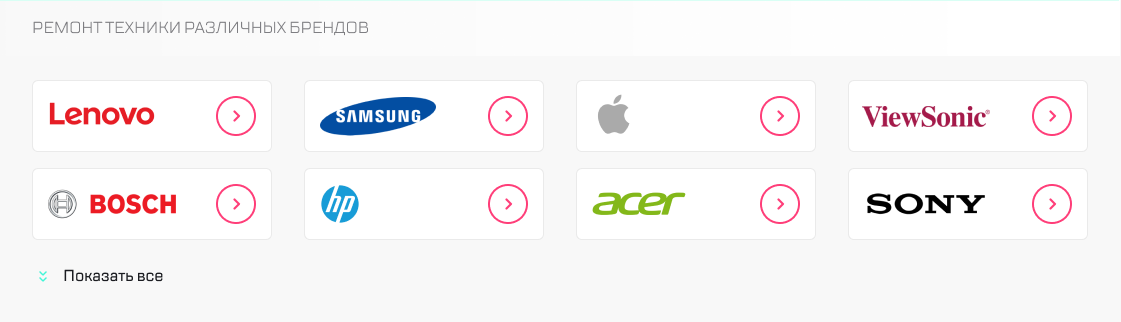 РЕМОНТ ТЕХНИКИ РАЗЛИЧНЫХ БРЕНДОВ
Lenovo SAMSUNG ViewSonic®
BOSCH hp acer SONY
Показать все